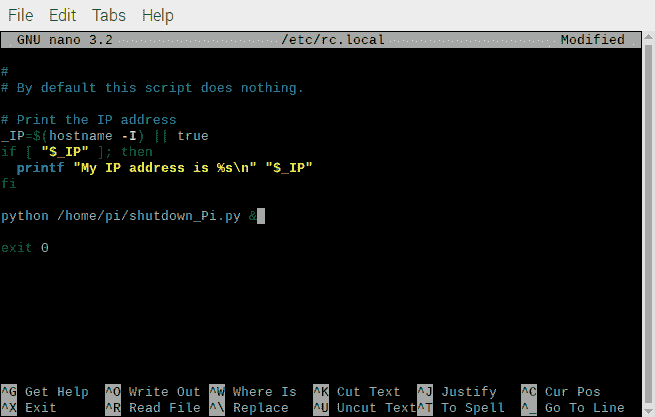 File Edit Tabs Help
GNU nano 3.2 /etc/rc.local Modified
#
# By default this script does nothing.
# Print the IP address
_IP=$(hostname -I) || true
if [ "$_IP" ]; then
printf "My IP address is %s\n" "$_IP"
fi
python /home/pi/shutdown_Pi.py &
exit 0
^G Get Help ^O Write Out ^W Where Is ^K Cut Text ^J Justify ^C Cur Pos
^X Exit ^R Read File ^\ Replace ^U Uncut Text ^T To Spell ^_ Go To Line